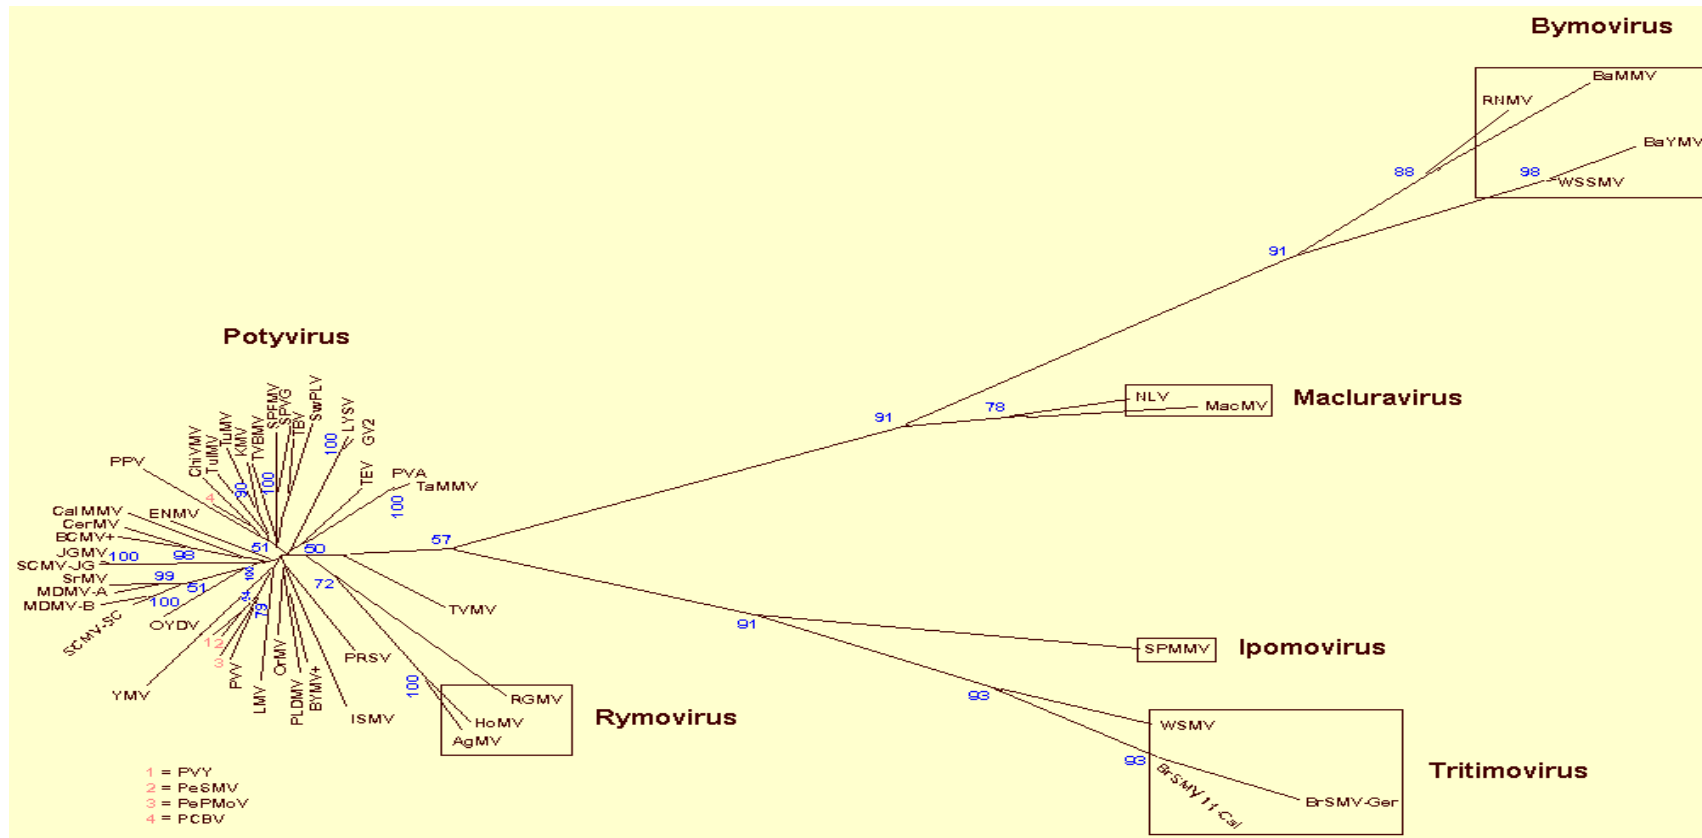 Bymovirus
BaMMV
RNMV
BaYMV
88
98
WSSMV
91
Potyvirus
Macluravirus
NLV
MacMV
78
91
PPV
ChiVMV
TulMV
TuMV
KMV
TVBMV
SPFMV
SPVG
TBV
SwPLV
LYSV
GV2
TEV
PVA
TaMMV
100
90
100
100
4
CalMMV
ENMV
CerMV
BCMV+
JGMV
100
98
SCMV-JG
SrMV
99
MDMV-A
51
MDMV-B
100
SCMV-SC
OYDV
51
50
57
100
72
79
TVMV
12
3
YMV
PVV
LMV
OrMV
PLDMV
BYMV+
ISMV
PRSV
100
RGMV
HoMV
AgMV
Rymovirus
91
SPMMV
Ipomovirus
93
WSMV
93
BrSMV11-Cal
BrSMV-Ger
Tritimovirus
1 = PVY
2 = PeSMV
3 = PePMoV
4 = PCBV